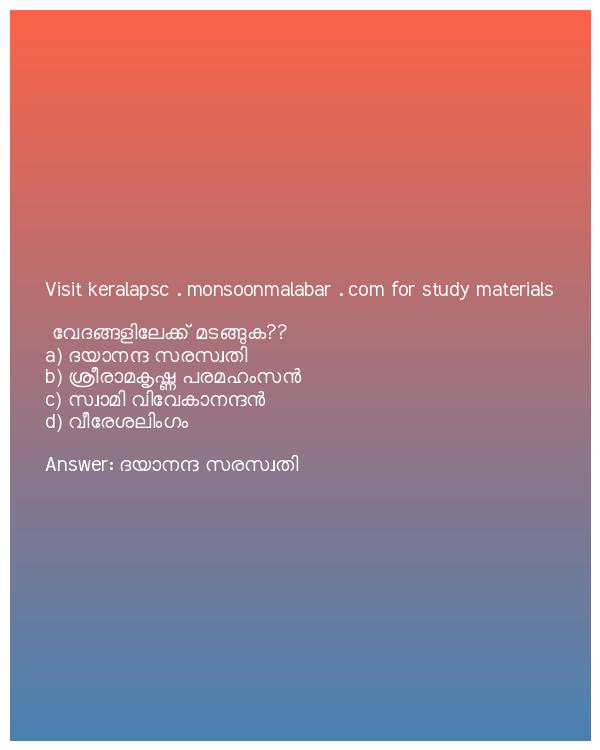 Visit keralapsc . monsoonmalabar . com for study materials
വേദങ്ങളിലേക്ക് മടങ്ങുക??
a) ദയാനന്ദ സരസ്വതി
b) ശ്രീരാമകൃഷ്ണ പരമഹംസൻ
c) സ്വാമി വിവേകാനന്ദൻ
d) വീരേശലിംഗം
Answer: ദയാനന്ദ സരസ്വതി